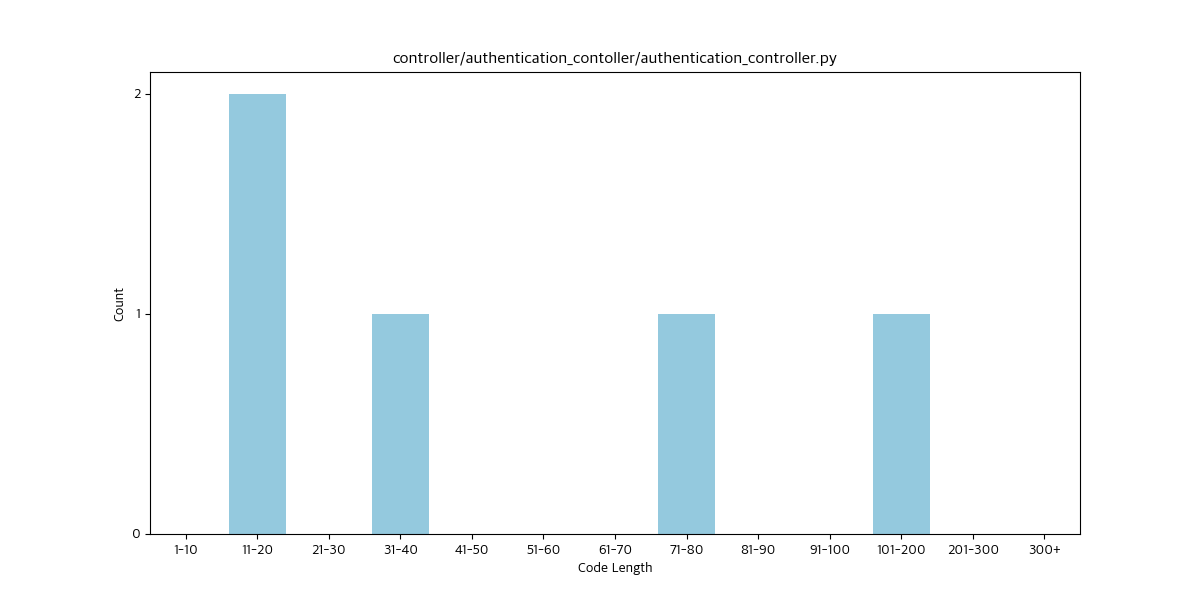 controller/authentication_contoller/authentication_controller.py
2
1
0
Count
1-10 11-20 21-30 31-40 41-50 51-60 61-70 71-80 81-90 91-100 101-200 201-300 300+
Code Length